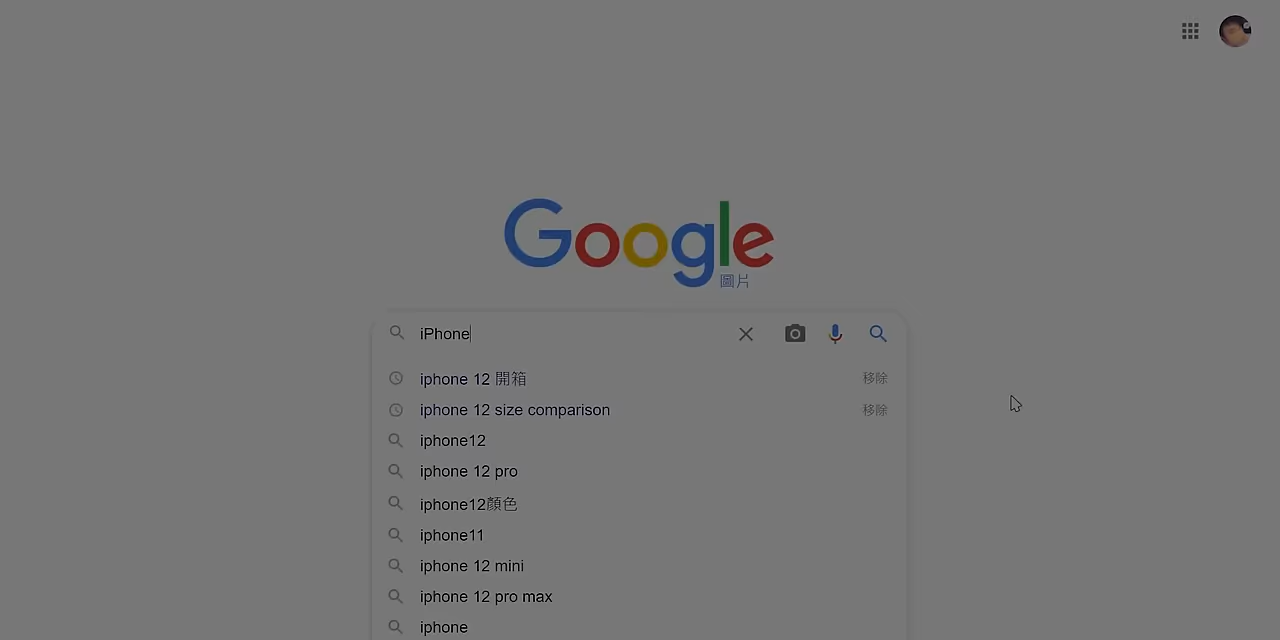 Google
圖片
iPhone
iphone 12 開箱 移除
iphone 12 size comparison 移除
iphone12
iphone 12 pro
iphone12顏色
iphone11
iphone 12 mini
iphone 12 pro max
iphone